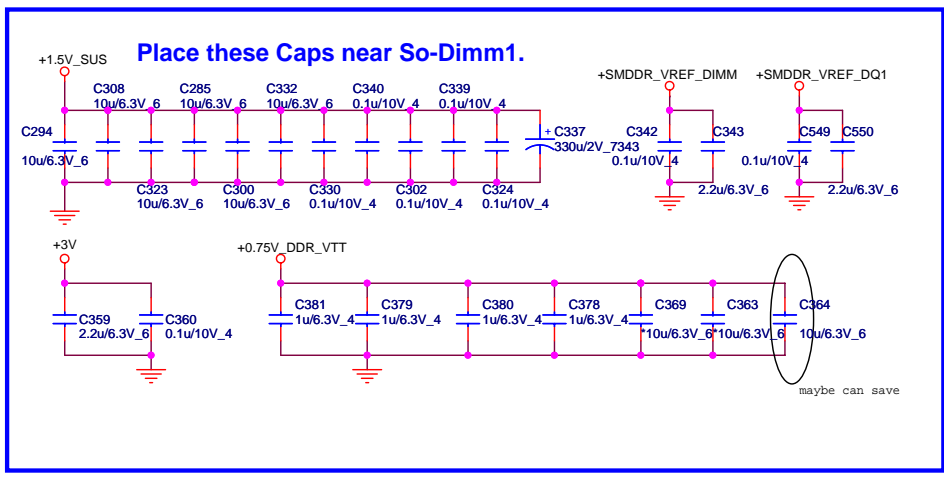 Place these Caps near So-Dimm1.
+1.5V_SUS
+SMDDR_VREF_DIMM
+SMDDR_VREF_DQ1
C308
10u/6.3V_6
C285
10u/6.3V_6
C332
10u/6.3V_6
C340
0.1u/10V_4
C339
0.1u/10V_4
C294
10u/6.3V_6
+
C337
330u/2V_7343
C342
0.1u/10V_4
C343
2.2u/6.3V_6
C549
0.1u/10V_4
C550
2.2u/6.3V_6
C323
10u/6.3V_6
C300
10u/6.3V_6
C330
0.1u/10V_4
C302
0.1u/10V_4
C324
0.1u/10V_4
+3V
+0.75V_DDR_VTT
C359
2.2u/6.3V_6
C360
0.1u/10V_4
C381
1u/6.3V_4
C379
1u/6.3V_4
C380
1u/6.3V_4
C378
1u/6.3V_4
C369
*10u/6.3V_6
C363
*10u/6.3V_6
C364
10u/6.3V_6
maybe can save